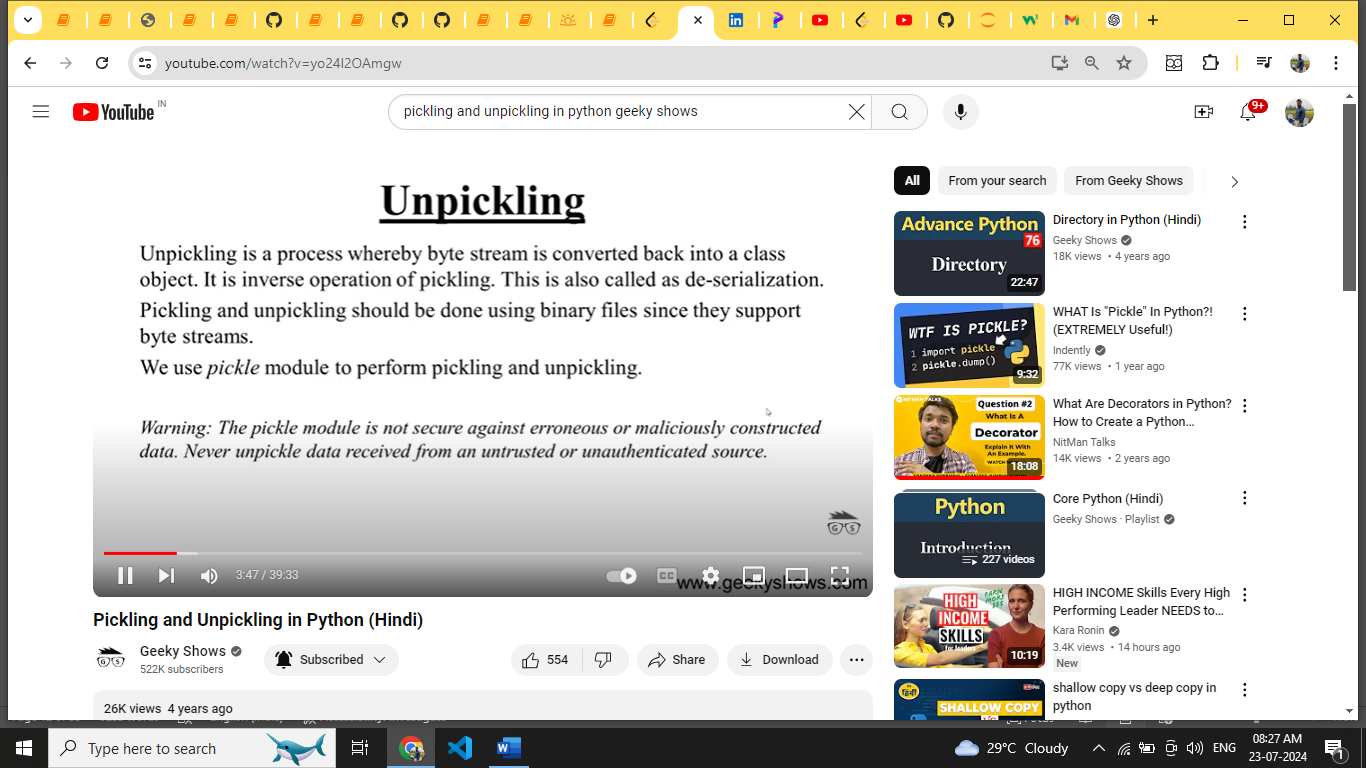 youtube.com/watch?v=yo24l2OAmgw
YouTube IN
pickling and unpickling in python geeky shows
9+
Unpickling
Unpickling is a process whereby byte stream is converted back into a class
object. It is inverse operation of pickling. This is also called as de-serialization.
Pickling and unpickling should be done using binary files since they support
byte streams.
We use pickle module to perform pickling and unpickling.
Warning: The pickle module is not secure against erroneous or maliciously constructed
data. Never unpickle data received from an untrusted or unauthenticated source.
G S
www.geekyshows.com
3:47 / 39:33
CC
Pickling and Unpickling in Python (Hindi)
Geeky Shows
522K subscribers
Subscribed
554
Share
Download
26K views 4 years ago
All
From your search
From Geeky Shows
Advance Python
76
Directory
22:47
Directory in Python (Hindi)
Geeky Shows
18K views • 4 years ago
WTF IS PICKLE?
1 import pickle
2 pickle.dump()
9:32
WHAT Is "Pickle" In Python?!
(EXTREMELY Useful!)
Indently
77K views • 1 year ago
Question #2
What Is A
Decorator
Explain It With
An Example.
18:08
What Are Decorators in Python?
How to Create a Python...
NitMan Talks
14K views • 2 years ago
Python
Introduction
227 videos
Core Python (Hindi)
Geeky Shows · Playlist
HIGH
INCOME
SKILLS
for leaders
10:19
HIGH INCOME Skills Every High
Performing Leader NEEDS to...
Kara Ronin
3.4K views • 14 hours ago
New
SHALLOW COPY
shallow copy vs deep copy in
python
Type here to search
29°C Cloudy
ENG
08:27 AM
23-07-2024
1